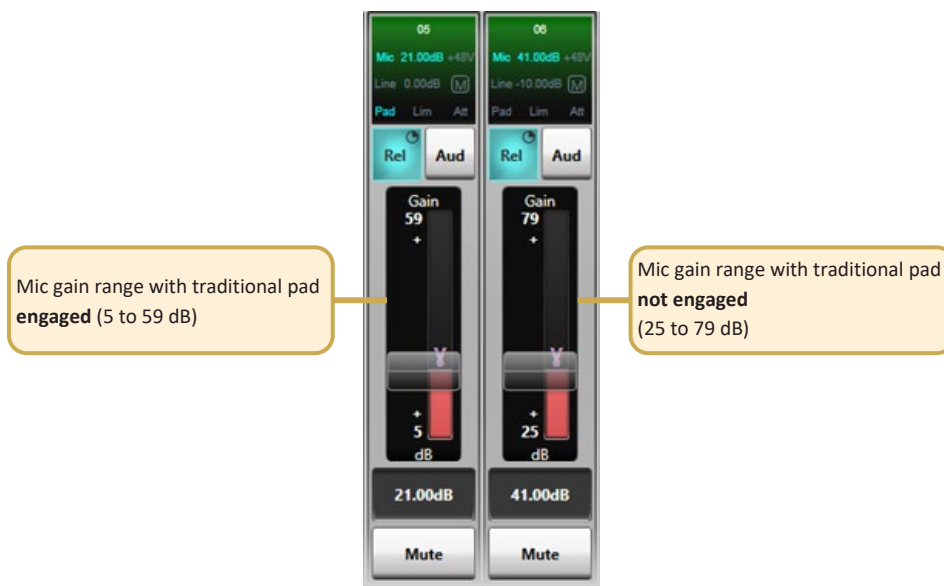 Mic gain range with traditional pad
engaged (5 to 59 dB)
05
Mic 21.00dB +48V
Line 0.00dB M
Pad Lim Att
Rel Aud
Gain
59
+
+
5
dB
21.00dB
Mute
06
Mic 41.00dB +48V
Line -10.00dB M
Pad Lim Att
Rel Aud
Gain
79
+
+
25
dB
41.00dB
Mute
Mic gain range with traditional pad
not engaged
(25 to 79 dB)